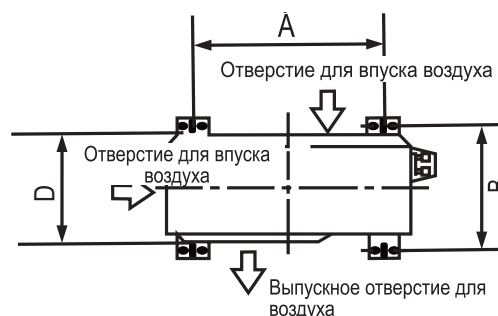 A
Отверстие для впуска воздуха
Отверстие для впуска
воздуха
D
B
Выпускное отверстие для
воздуха